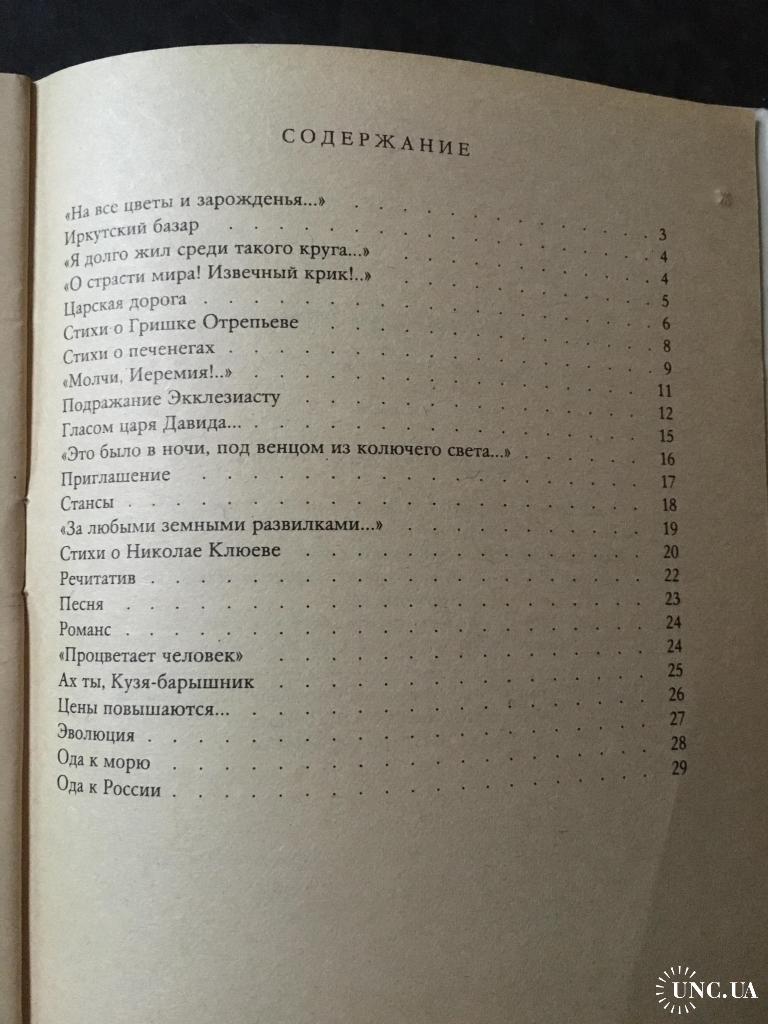 СОДЕРЖАНИЕ
«На все цветы и зарожденья...» . . . . . . . . . . 3
Иркутский базар . . . . . . . . . . 4
«Я долго жил среди такого круга...» . . . . . . . . . . 4
«О страсти мира! Извечный крик!..» . . . . . . . . . . 5
Царская дорога . . . . . . . . . . 6
Стихи о Гришке Отрепьеве . . . . . . . . . . 8
Стихи о печенегах . . . . . . . . . . 9
«Молчи, Иеремия!..» . . . . . . . . . . 11
Подражание Экклезиасту . . . . . . . . . . 12
Гласом царя Давида... . . . . . . . . . . 15
«Это было в ночи, под венцом из колючего света...» . . . . . . 16
Приглашение . . . . . . . . . . 17
Стансы . . . . . . . . . . 18
«За любыми земными развилками...» . . . . . . . . . . 19
Стихи о Николае Клюеве . . . . . . . . . . 20
Речитатив . . . . . . . . . . 22
Песня . . . . . . . . . . 23
Романс . . . . . . . . . . 24
«Процветает человек» . . . . . . . . . . 24
Ах ты, Кузя-барышник . . . . . . . . . . 25
Цены повышаются... . . . . . . . . . . 26
Эволюция . . . . . . . . . . 27
Ода к морю . . . . . . . . . . 28
Ода к России . . . . . . . . . . 29
UNC.UA